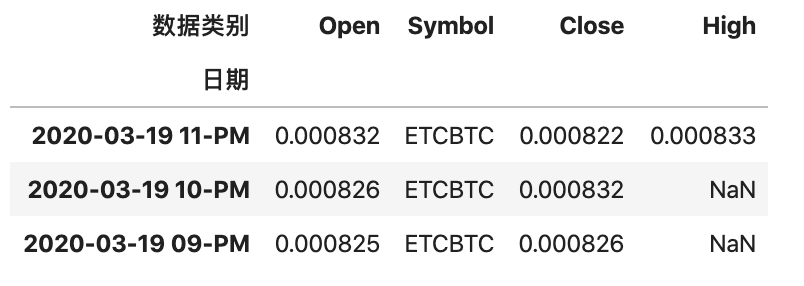 数据类别 Open Symbol Close High
日期
2020-03-19 11-PM 0.000832 ETCBTC 0.000822 0.000833
2020-03-19 10-PM 0.000826 ETCBTC 0.000832 NaN
2020-03-19 09-PM 0.000825 ETCBTC 0.000826 NaN